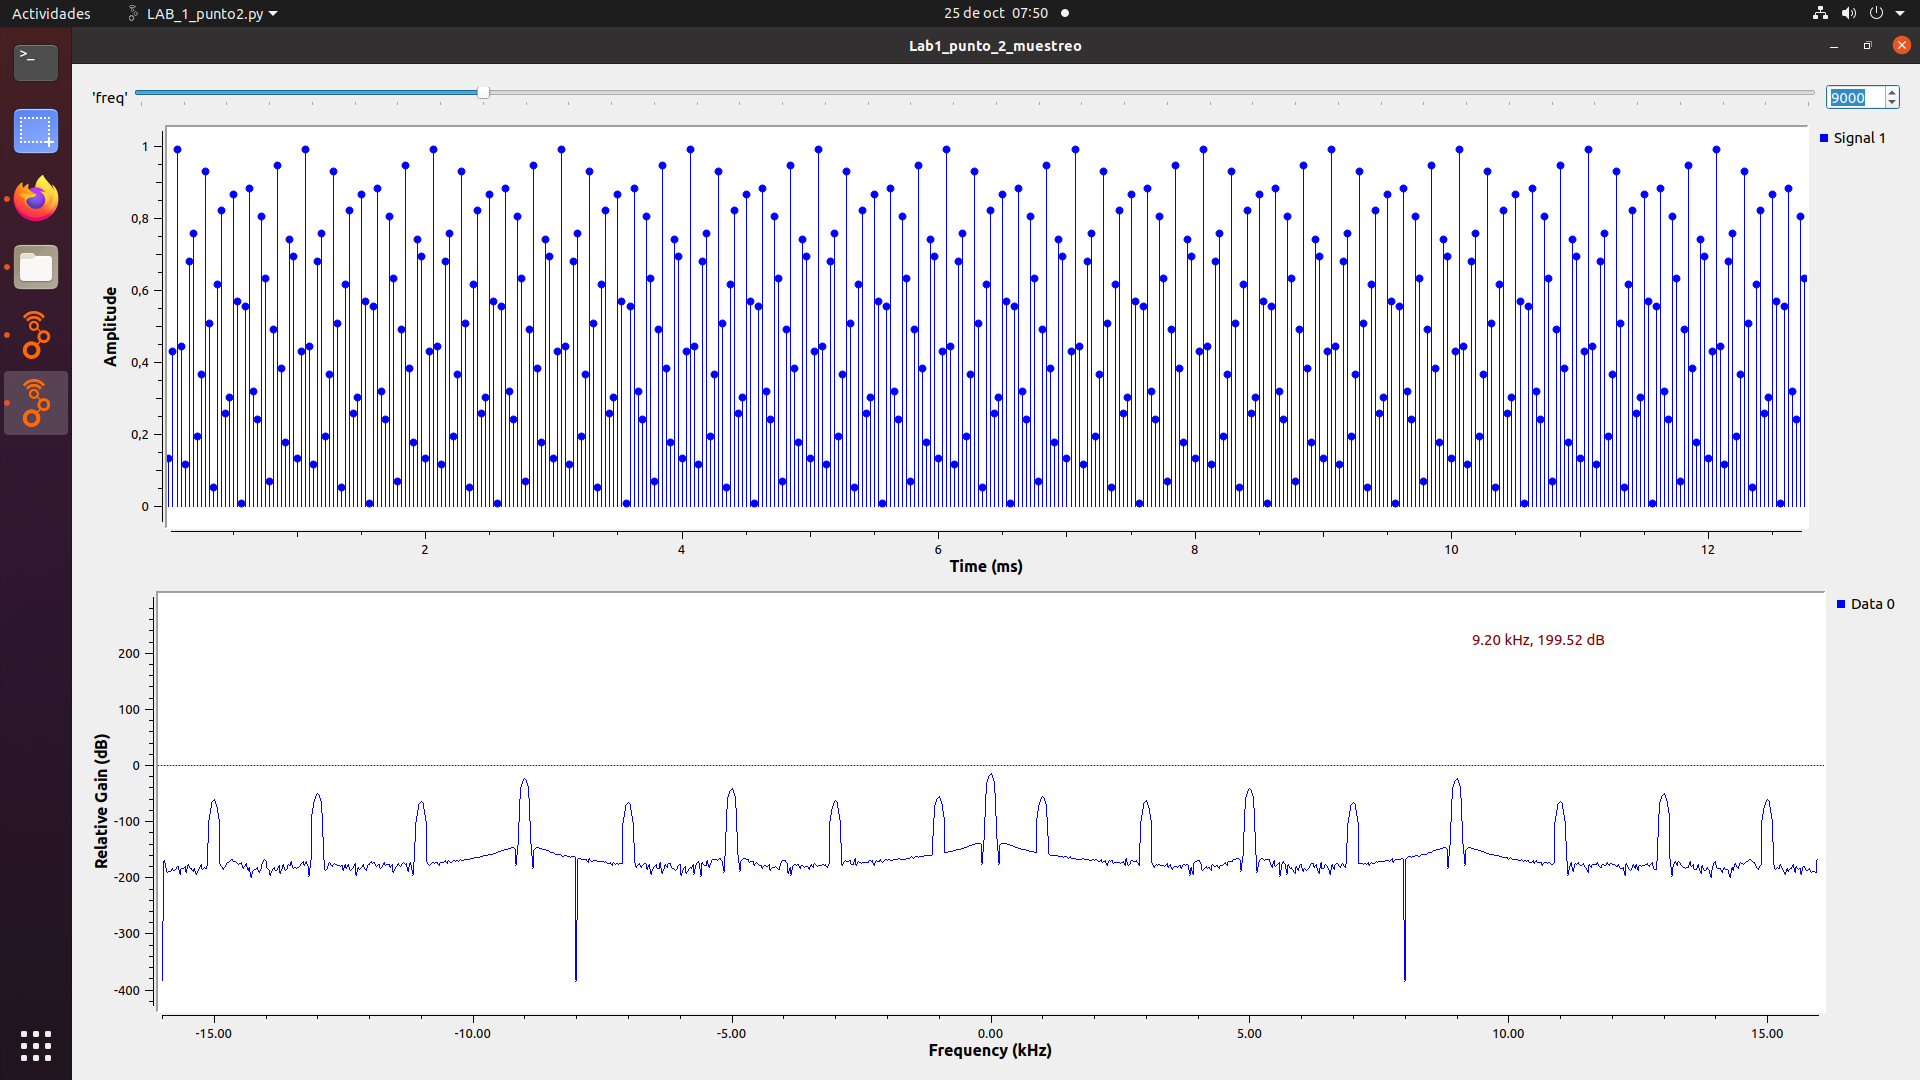 Actividades
LAB_1_punto2.py
25 de oct 07:50
Lab1_punto_2_muestreo
'freq'
9000
Signal 1
Amplitude
1
0,8
0,6
0,4
0,2
0
2
4
6
8
10
12
Time (ms)
Data 0
9.20 kHz, 199.52 dB
Relative Gain (dB)
200
100
0
-100
-200
-300
-400
-15.00
-10.00
-5.00
0.00
5.00
10.00
15.00
Frequency (kHz)